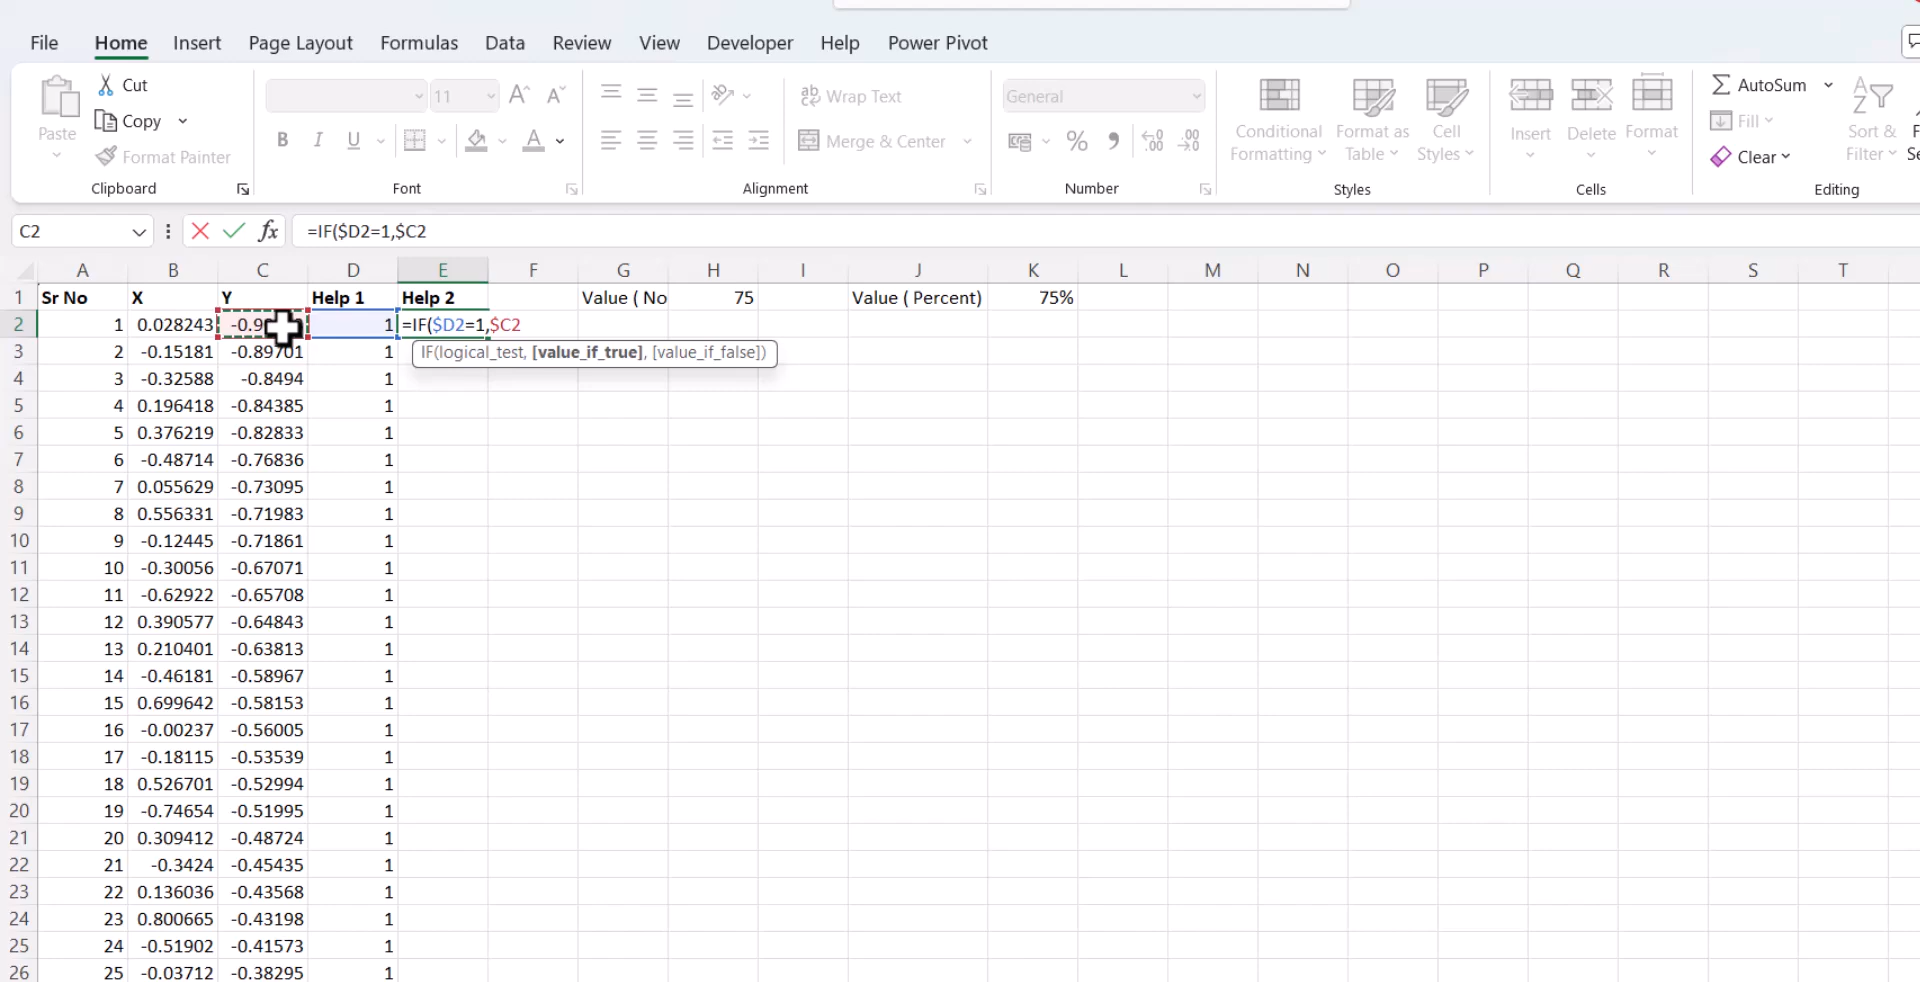 File Home Insert Page Layout Formulas Data Review View Developer Help Power Pivot
Cut
Copy
Format Painter
Paste
Clipboard
11
B I U
Font
Wrap Text
Merge & Center
Alignment
General
Number
Conditional Formatting
Format as Table
Cell Styles
Styles
Insert Delete Format
Cells
AutoSum
Fill
Clear
Sort & Filter
Editing
C2 fx =IF($D2=1,$C2
A B C D E F G H I J K L M N O P Q R S T
1 Sr No X Y Help 1 Help 2 Value ( No 75 Value ( Percent) 75%
2 1 0.028243 1 =IF($D2=1,$C2
IF(logical_test, [value_if_true], [value_if_false])
3 2 -0.15181 -0.89701 1
4 3 -0.32588 -0.8494 1
5 4 0.196418 -0.84385 1
6 5 0.376219 -0.82833 1
7 6 -0.48714 -0.76836 1
8 7 0.055629 -0.73095 1
9 8 0.556331 -0.71983 1
10 9 -0.12445 -0.71861 1
11 10 -0.30056 -0.67071 1
12 11 -0.62922 -0.65708 1
13 12 0.390577 -0.64843 1
14 13 0.210401 -0.63813 1
15 14 -0.46181 -0.58967 1
16 15 0.699642 -0.58153 1
17 16 -0.00237 -0.56005 1
18 17 -0.18115 -0.53539 1
19 18 0.526701 -0.52994 1
20 19 -0.74654 -0.51995 1
21 20 0.309412 -0.48724 1
22 21 -0.3424 -0.45435 1
23 22 0.136036 -0.43568 1
24 23 0.800665 -0.43198 1
25 24 -0.51902 -0.41573 1
26 25 -0.03712 -0.38295 1